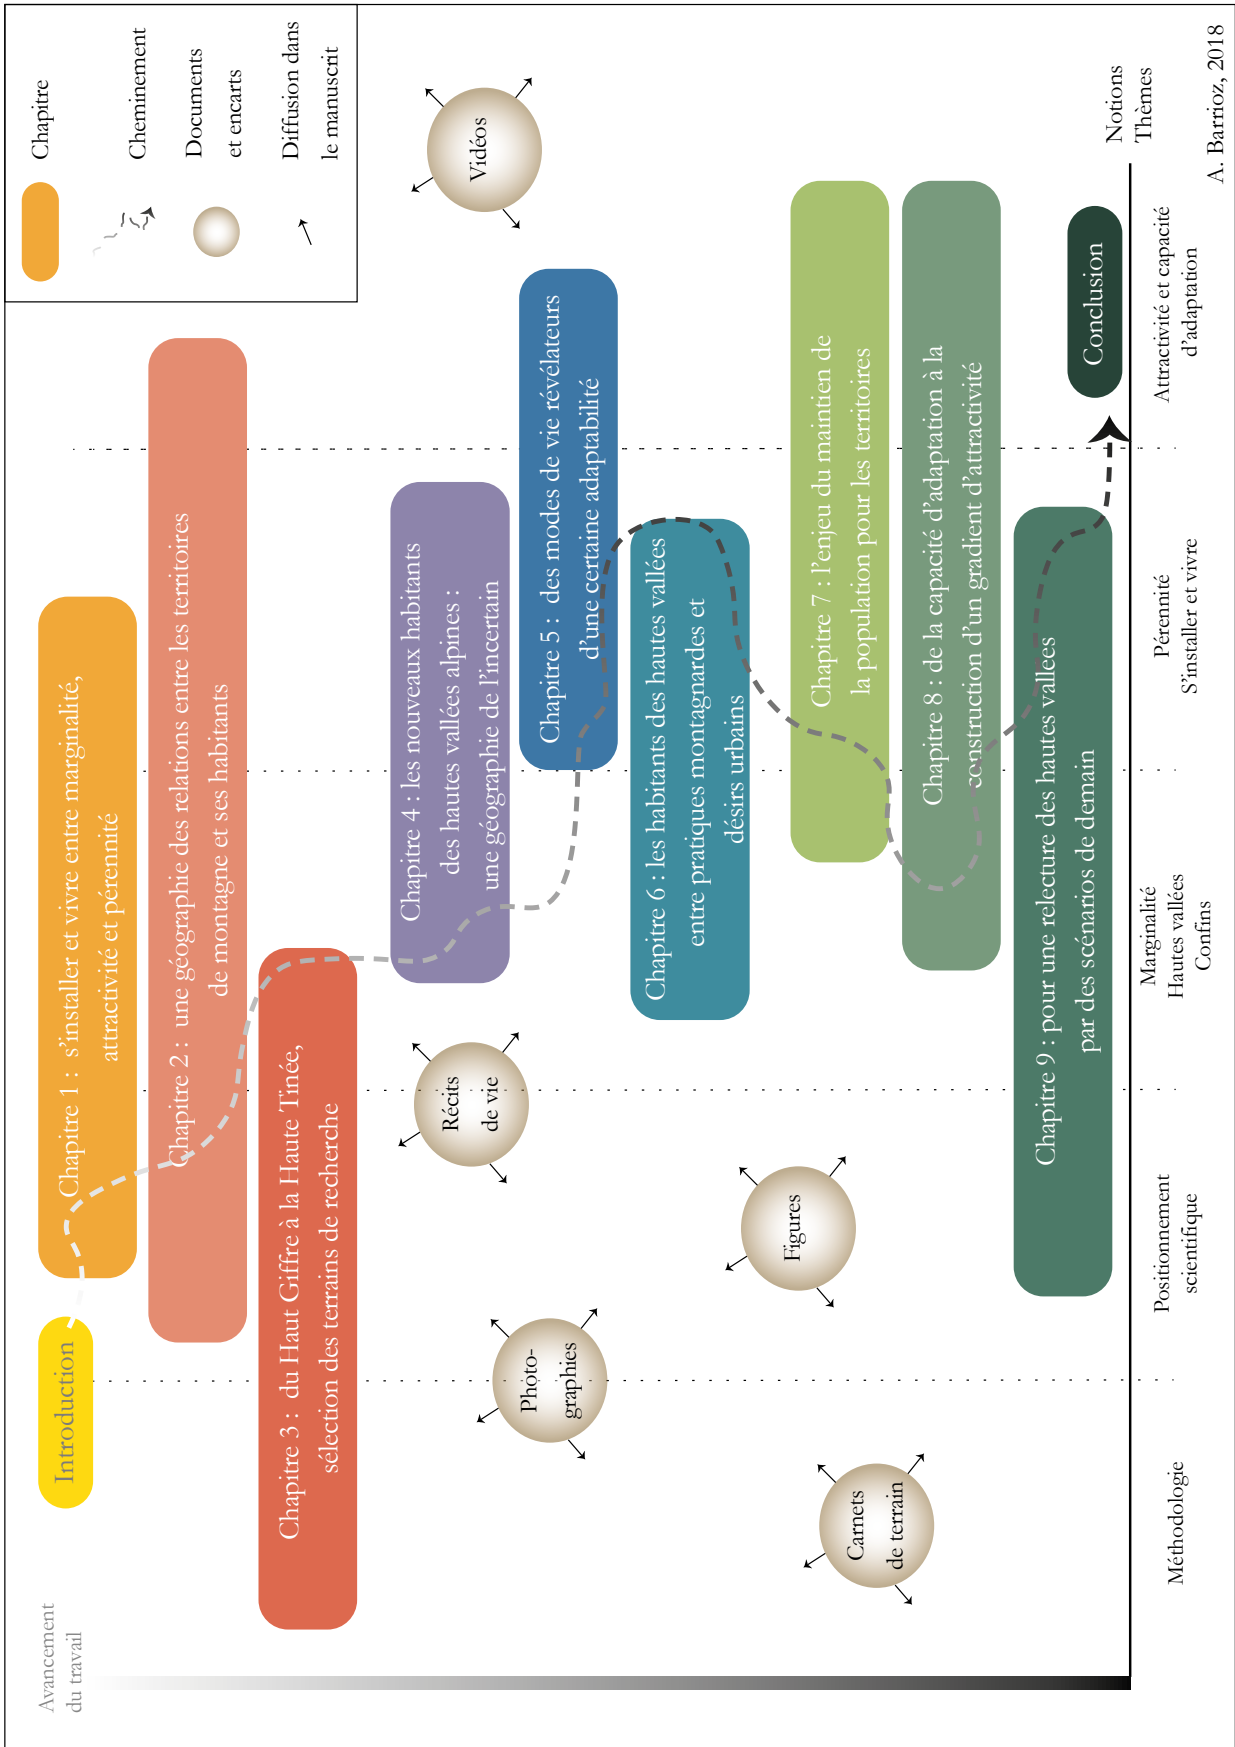 Avancement
du travail
Introduction
Chapitre 1 : s'installer et vivre entre marginalité,
attractivité et pérennité
Chapitre 2 : une géographie des relations entre les territoires
de montagne et ses habitants
Chapitre 3 : du Haut Giffre à la Haute Tinée,
sélection des terrains de recherche
Chapitre 4 : les nouveaux habitants
des hautes vallées alpines :
une géographie de l'incertain
Chapitre 5 : des modes de vie révélateurs
d'une certaine adaptabilité
Chapitre 6 : les habitants des hautes vallées
entre pratiques montagnardes et
désirs urbains
Chapitre 7 : l'enjeu du maintien de
la population pour les territoires
Chapitre 8 : de la capacité d'adaptation à la
construction d'un gradient d'attractivité
Chapitre 9 : pour une relecture des hautes vallées
par des scénarios de demain
Conclusion
Récits
de vie
Photo-
graphies
Figures
Carnets
de terrain
Vidéos
Chapitre
Cheminement
Documents
et encarts
Diffusion dans
le manuscrit
Méthodologie
Positionnement
scientifique
Marginalité
Hautes vallées
Confins
Pérennité
S'installer et vivre
Attractivité et capacité
d'adaptation
Notions
Thèmes
A. Barrioz, 2018